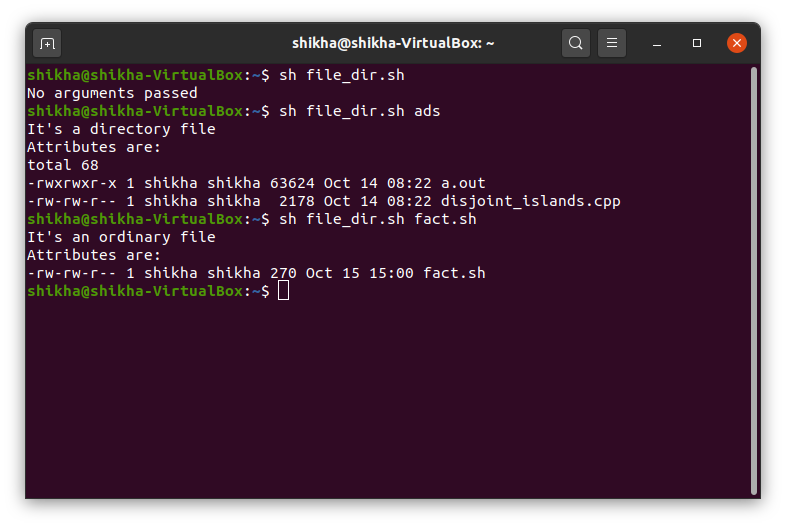 shikha@shikha-VirtualBox: ~
shikha@shikha-VirtualBox:~$ sh file_dir.sh
No arguments passed
shikha@shikha-VirtualBox:~$ sh file_dir.sh ads
It's a directory file
Attributes are:
total 68
-rwxrwxr-x 1 shikha shikha 63624 Oct 14 08:22 a.out
-rw-rw-r-- 1 shikha shikha  2178 Oct 14 08:22 disjoint_islands.cpp
shikha@shikha-VirtualBox:~$ sh file_dir.sh fact.sh
It's an ordinary file
Attributes are:
-rw-rw-r-- 1 shikha shikha 270 Oct 15 15:00 fact.sh
shikha@shikha-VirtualBox:~$